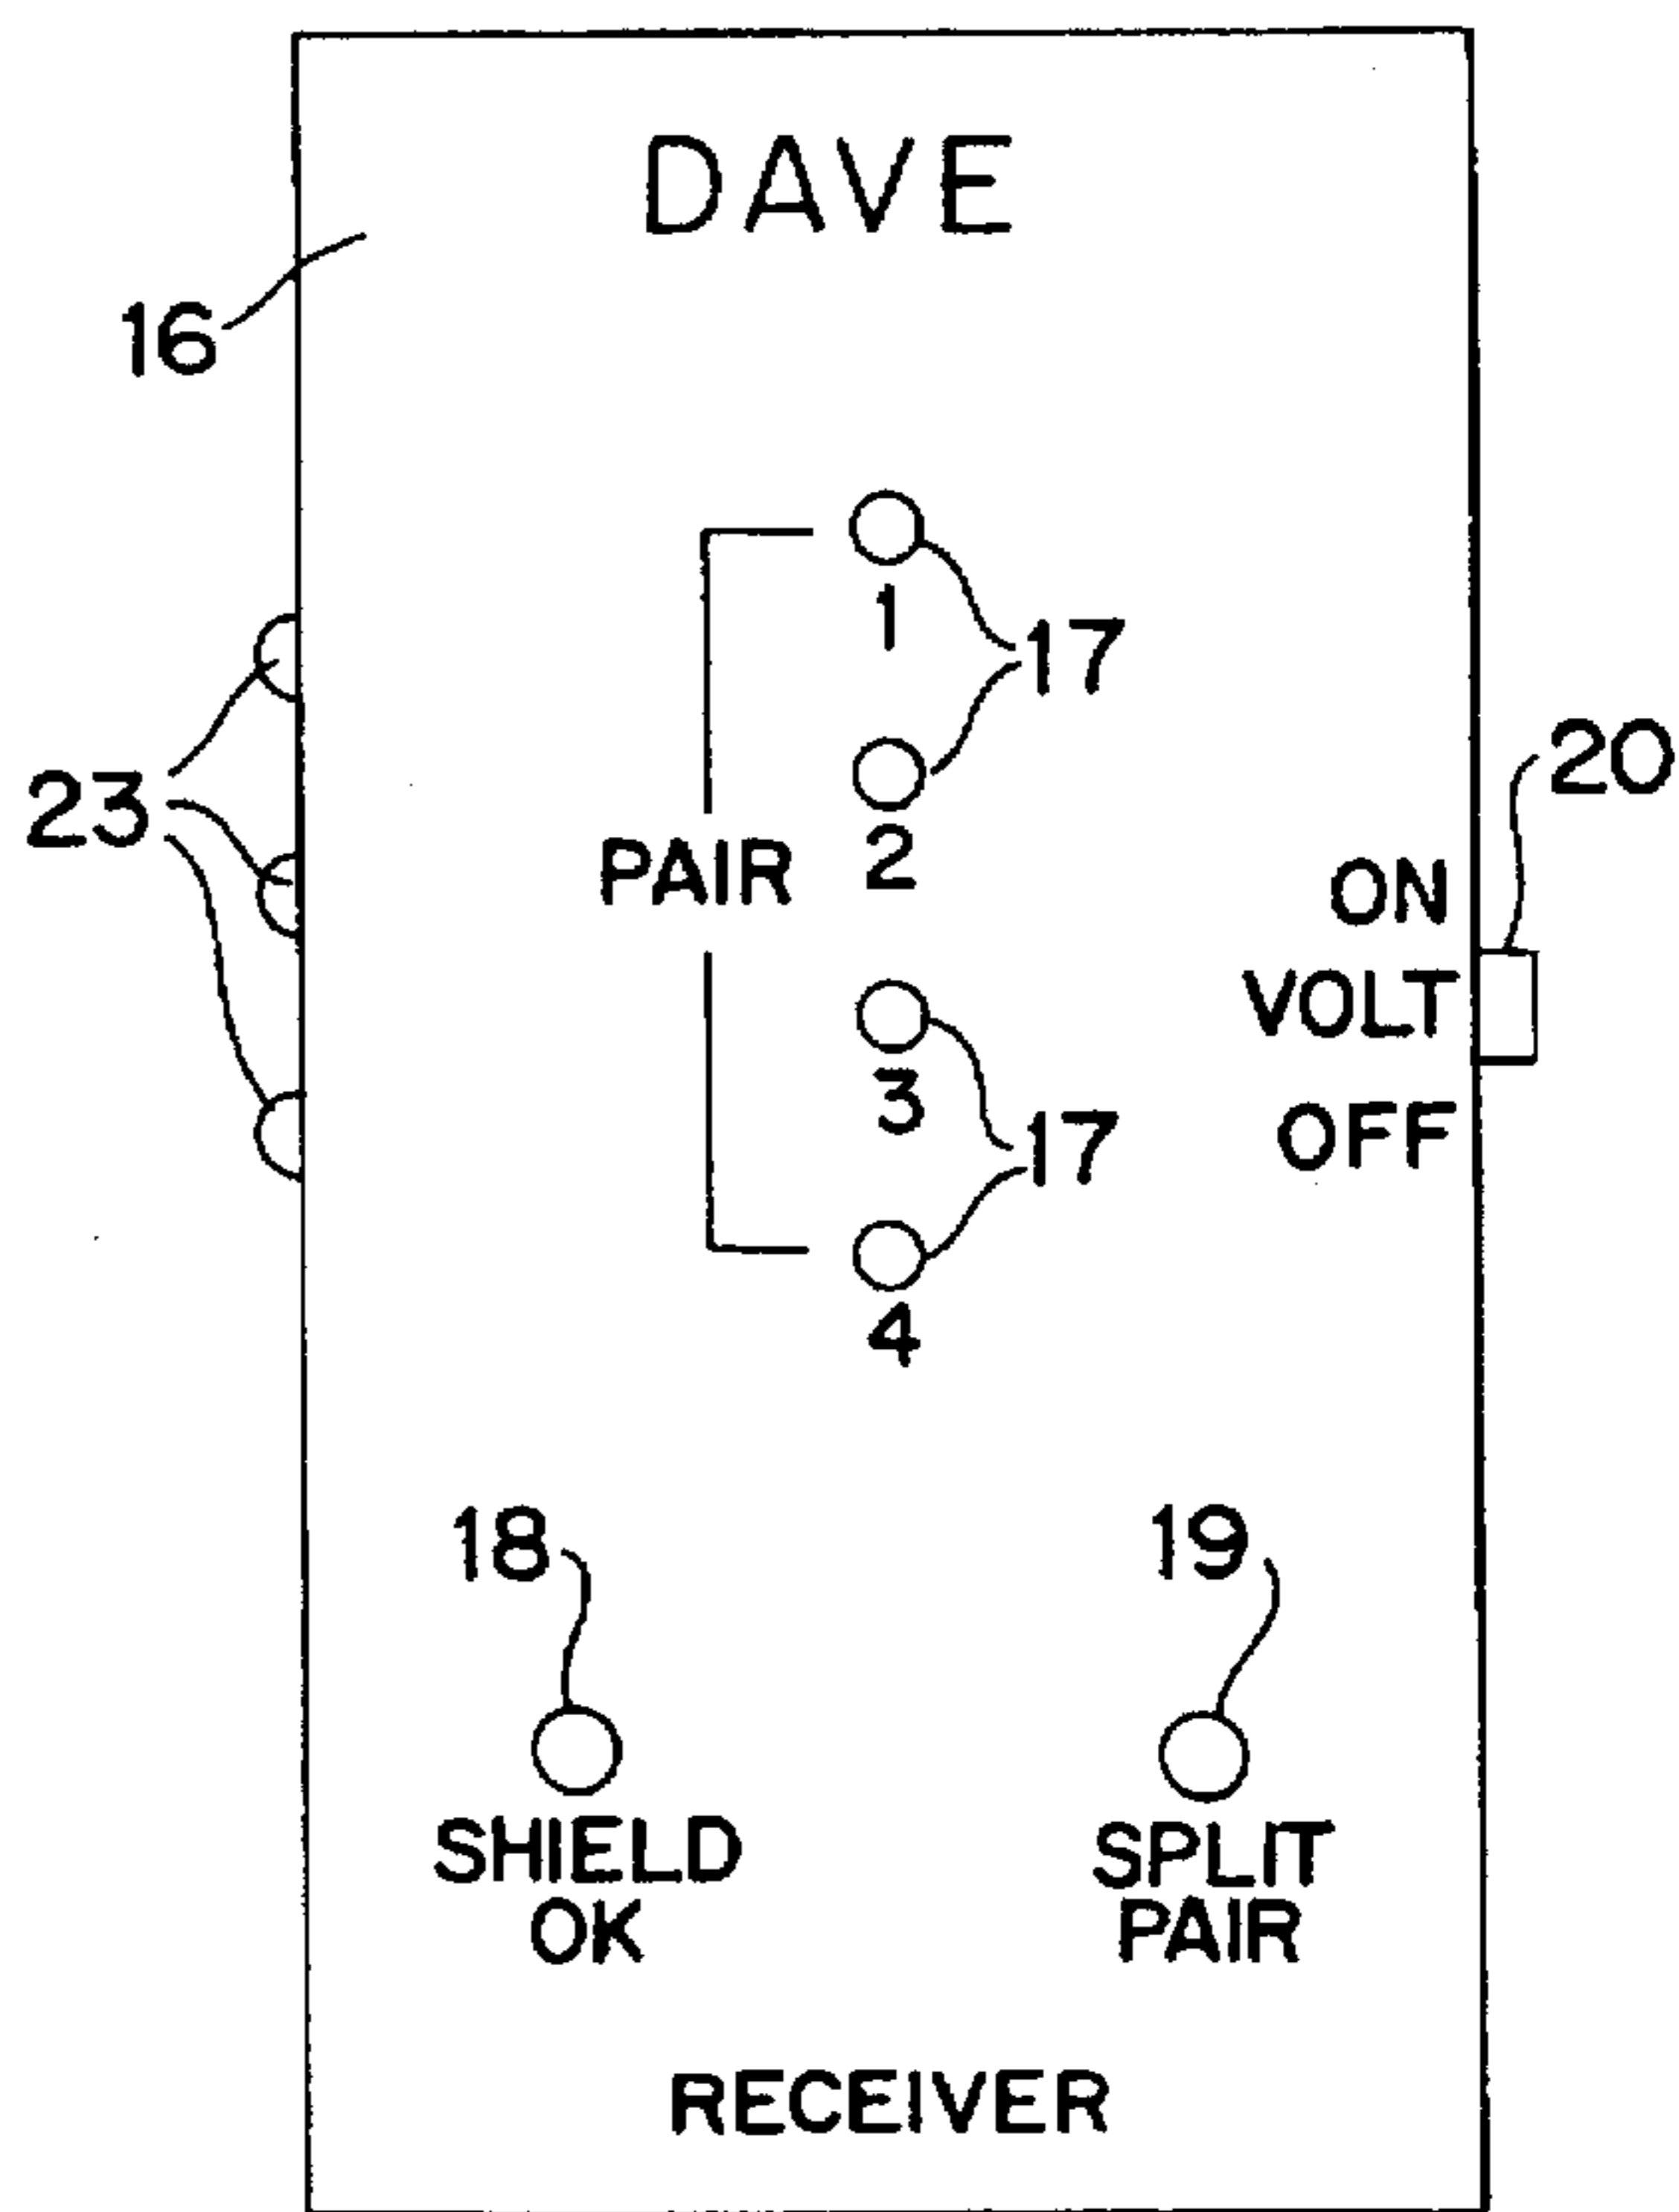 DAVE
16
1
17
2
23
PAIR
20
ON
VOLT
OFF
3
17
4
18
19
SHIELD
OK
SPLIT
PAIR
RECEIVER